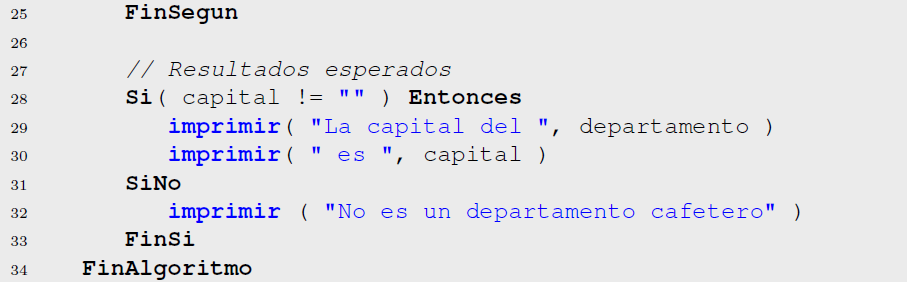 25 FinSegun
26
27 // Resultados esperados
28 Si( capital != "" ) Entonces
29 imprimir( "La capital del ", departamento )
30 imprimir( " es ", capital )
31 SiNo
32 imprimir ( "No es un departamento cafetero" )
33 FinSi
34 FinAlgoritmo